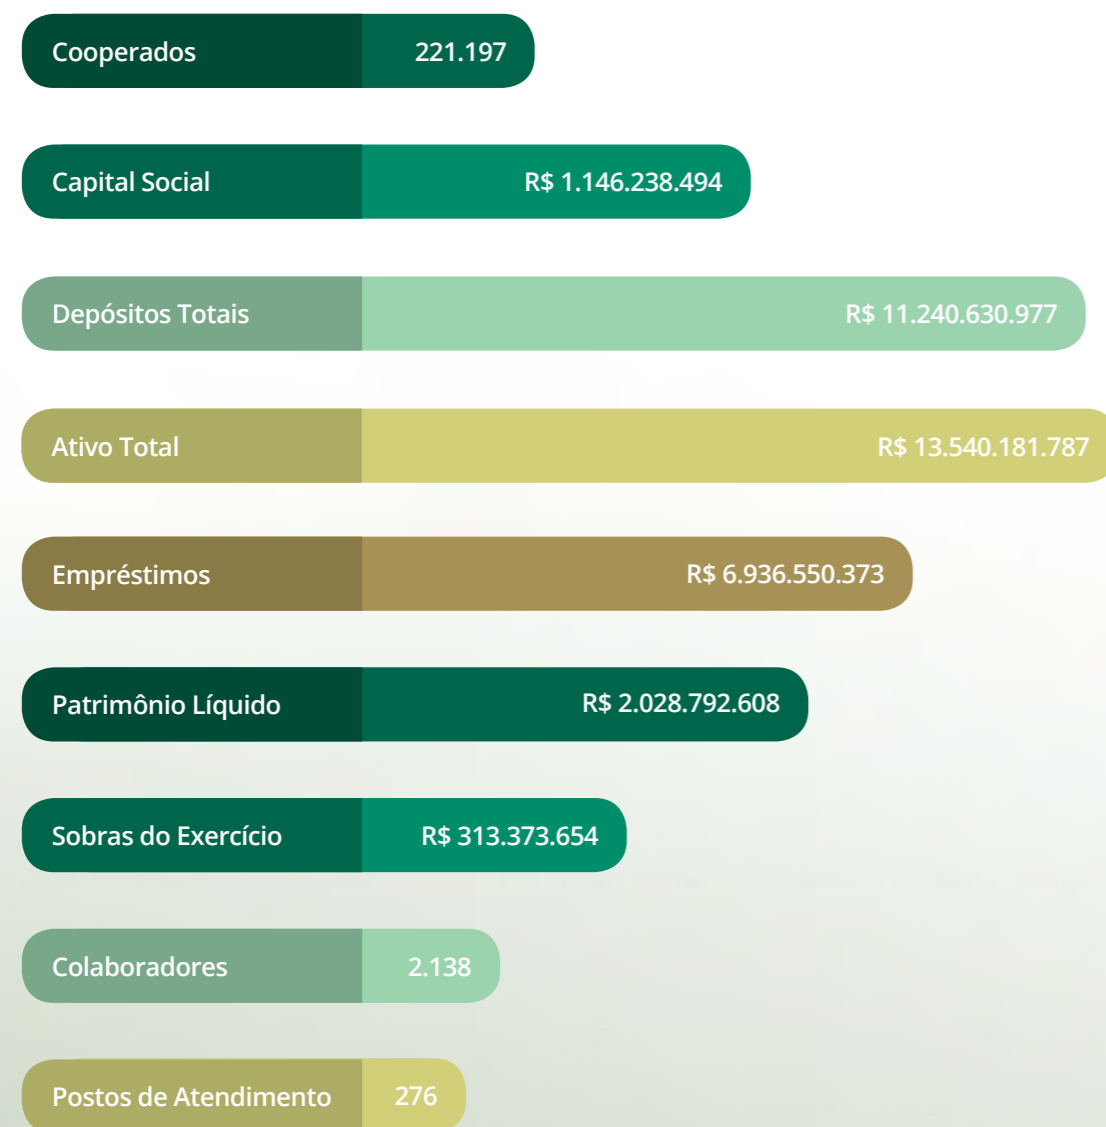 Cooperados 221.197
Capital Social R$ 1.146.238.494
Depósitos Totais R$ 11.240.630.977
Ativo Total R$ 13.540.181.787
Empréstimos R$ 6.936.550.373
Patrimônio Líquido R$ 2.028.792.608
Sobras do Exercício R$ 313.373.654
Colaboradores 2.138
Postos de Atendimento 276